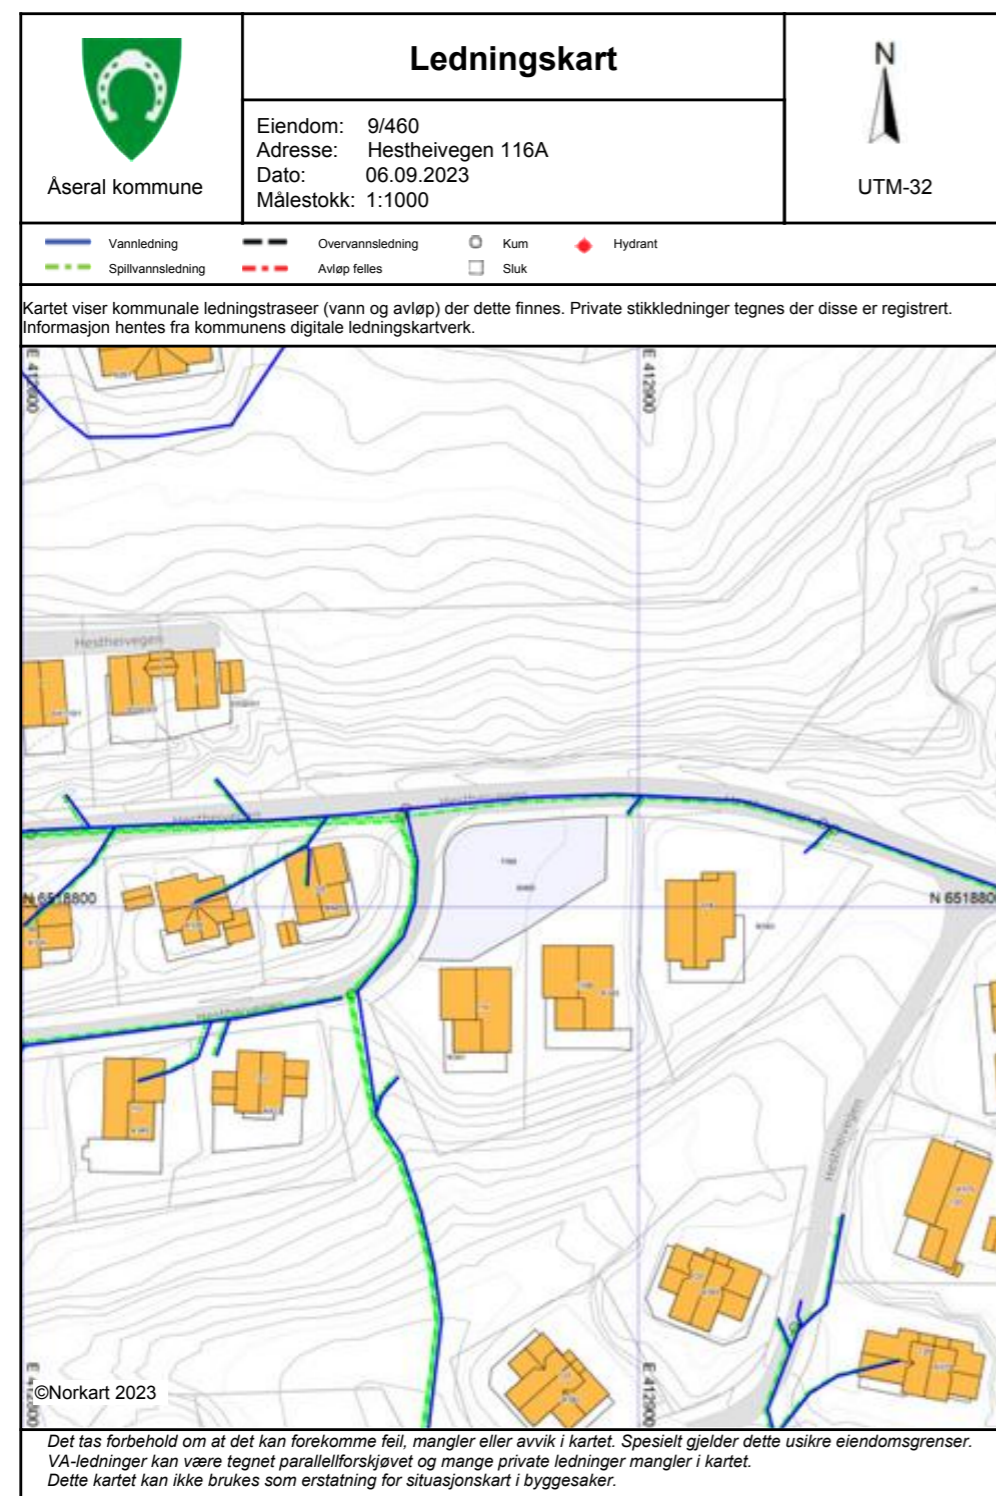 Ledningskart
N
Eiendom: 9/460
Adresse: Hestheivegen 116A
Dato: 06.09.2023
Målestokk: 1:1000
Åseral kommune
UTM-32
Vannledning
Overvannsledning
Kum
Hydrant
Spillvannsledning
Avløp felles
Sluk
Kartet viser kommunale ledningstraseer (vann og avløp) der dette finnes. Private stikkledninger tegnes der disse er registrert.
Informasjon hentes fra kommunens digitale ledningskartverk.
E 412800
E 412900
Hestheivegen
Hestheivegen
Hestheivegen
N 6518800
N 6518800
Hestheivegen
Hestheivegen
E 412900
©Norkart 2023
Det tas forbehold om at det kan forekomme feil, mangler eller avvik i kartet. Spesielt gjelder dette usikre eiendomsgrenser.
VA-ledninger kan være tegnet parallellforskjøvet og mange private ledninger mangler i kartet.
Dette kartet kan ikke brukes som erstatning for situasjonskart i byggesaker.